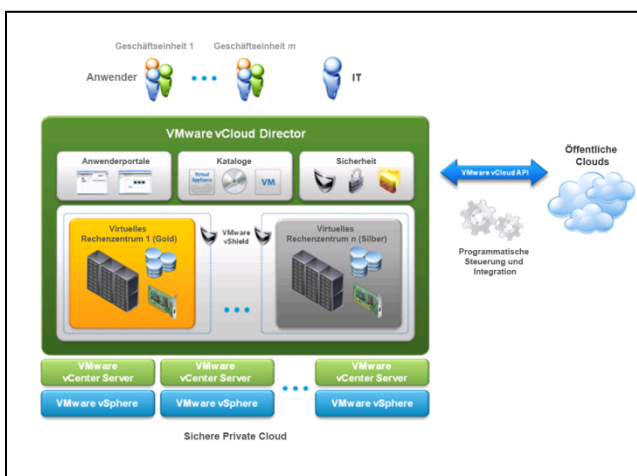 Geschäftseinheit 1
Geschäftseinheit m
Anwender
IT
VMware vCloud Director
Anwenderportale
Kataloge
Sicherheit
Virtual
Appliance
VM
Virtuelles
Rechenzentrum 1 (Gold)
VMware
vShield
Virtuelles
Rechenzentrum n (Silber)
VMware vCloud API
Öffentliche
Clouds
Programmatische
Steuerung und
Integration
VMware
vCenter Server
VMware
vCenter Server
VMware
vCenter Server
VMware vSphere
VMware vSphere
VMware vSphere
Sichere Private Cloud